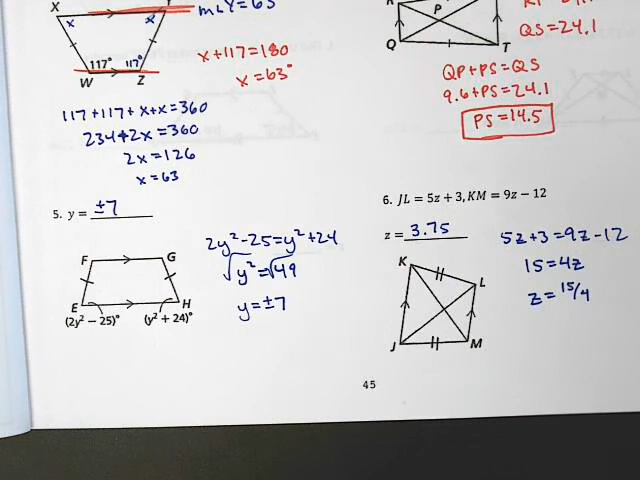 X
m∠Y=63
x
x
117°
117°
W
Z
x+117=180
x=63°
117+117+x+x=360
234+2x=360
2x=126
x=63
P
Q
T
QS=24.1
QP+PS=QS
9.6+PS=24.1
PS=14.5
5. y = ±7
F
G
E
H
(2y² − 25)°
(y² + 24)°
2y²-25=y²+24
√y²=√49
y=±7
6. JL = 5z + 3, KM = 9z − 12
z = 3.75
K
L
J
M
5z+3=9z-12
15=4z
z=15/4
45